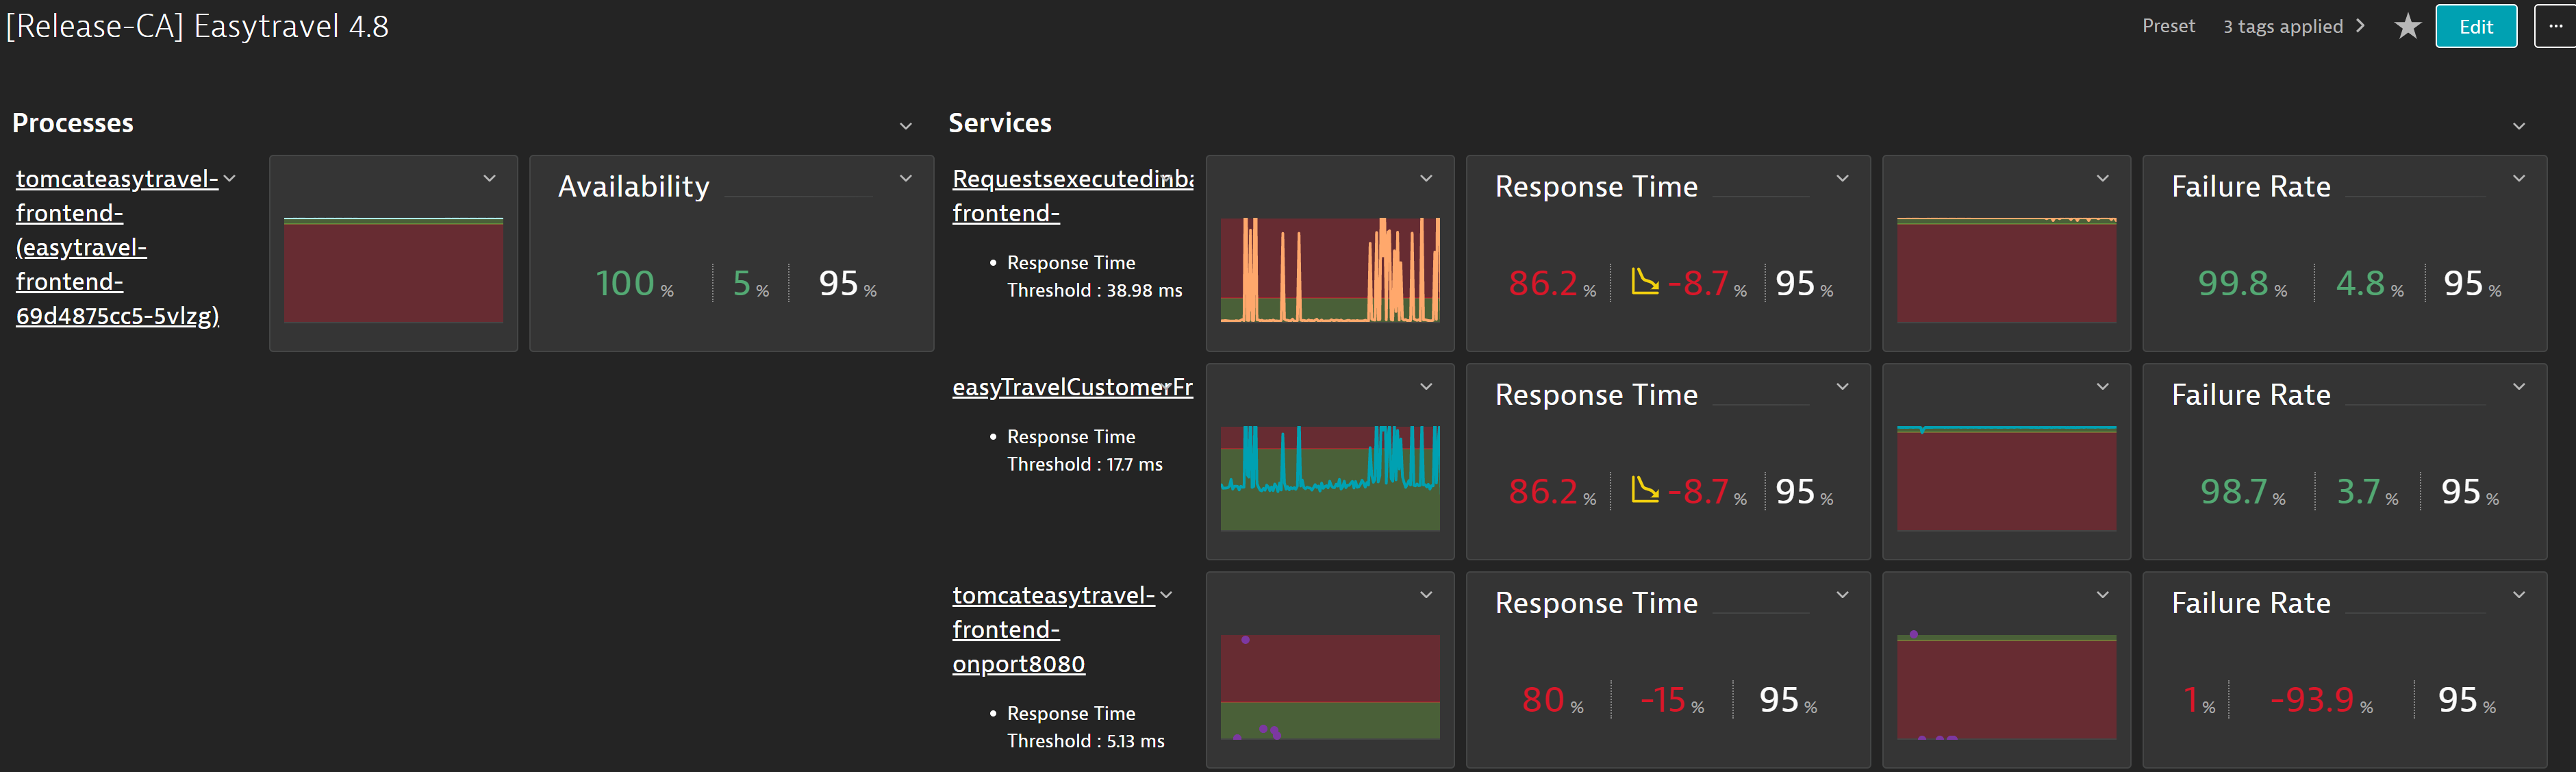 [Release-CA] Easytravel 4.8
Preset 3 tags applied
Edit
Processes
tomcateasytravel-
frontend-
(easytravel-
frontend-
69d4875cc5-5vlzg)
Availability
100 % 5 % 95 %
Services
Requestsexecutedinba
frontend-
Response Time
Threshold : 38.98 ms
Response Time
86.2 % -8.7 % 95 %
Failure Rate
99.8 % 4.8 % 95 %
easyTravelCustomerFr
Response Time
Threshold : 17.7 ms
Response Time
86.2 % -8.7 % 95 %
Failure Rate
98.7 % 3.7 % 95 %
tomcateasytravel-
frontend-
onport8080
Response Time
Threshold : 5.13 ms
Response Time
80 % -15 % 95 %
Failure Rate
1 % -93.9 % 95 %